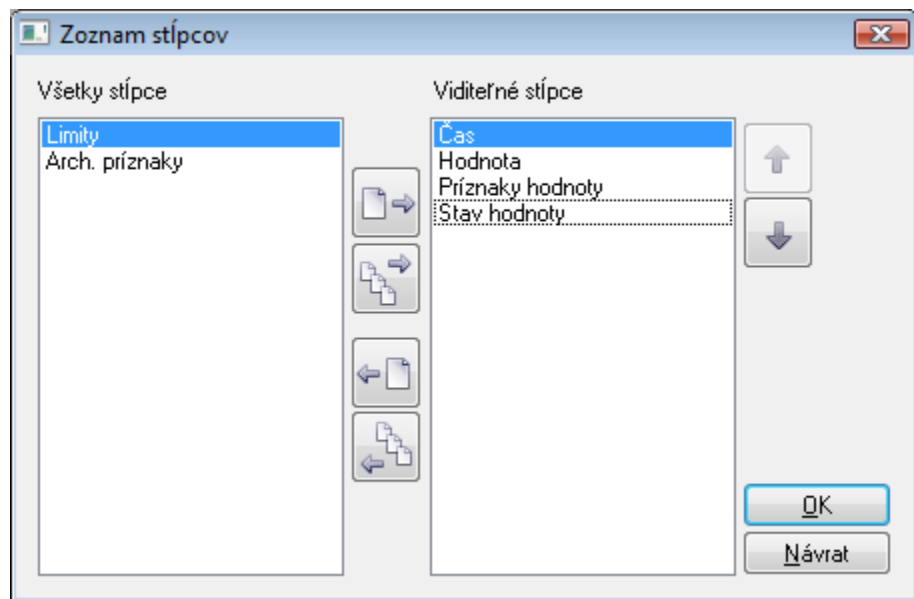 Zoznam stĺpcov
Všetky stĺpce
Viditeľné stĺpce
Limity
Arch. príznaky
Čas
Hodnota
Príznaky hodnoty
Stav hodnoty
OK
Návrat